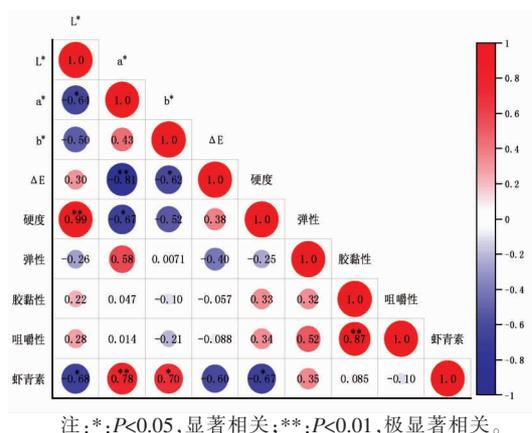 L*
L* 1.0 a*
a* -0.64* 1.0 b*
b* -0.50 0.43 1.0 ΔE
ΔE 0.30 -0.81** -0.62* 1.0 硬度
硬度 0.99** -0.67* -0.52 0.38 1.0 弹性
弹性 -0.26 0.58 0.0071 -0.40 -0.25 1.0 胶黏性
胶黏性 0.22 0.047 -0.10 -0.057 0.33 0.32 1.0 咀嚼性
咀嚼性 0.28 0.014 -0.21 -0.088 0.34 0.52 0.87** 1.0 虾青素
虾青素 -0.68* 0.78** 0.70* -0.60 -0.67* 0.35 0.085 -0.10 1.0
1
0.8
0.6
0.4
0.2
0
-0.2
-0.4
-0.6
-0.8
-1
注:*:P<0.05,显著相关;**:P<0.01,极显著相关。